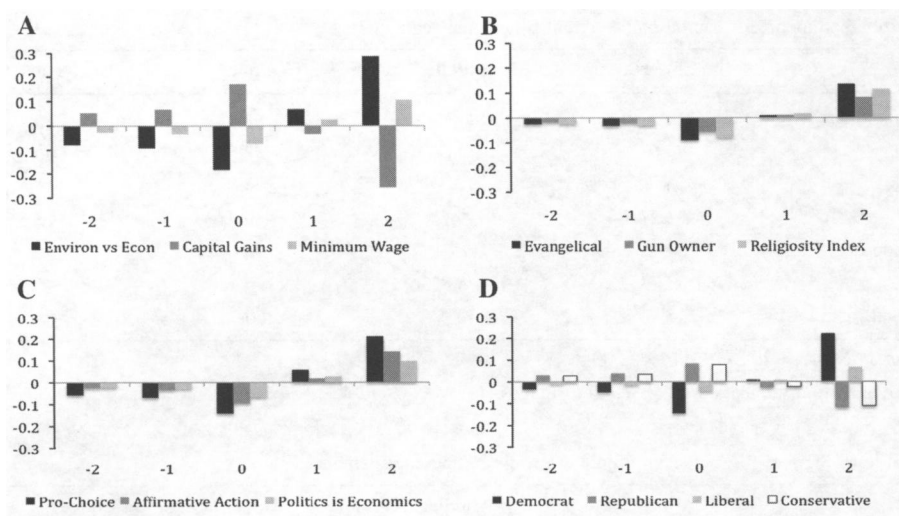 A
0.3
0.2
0.1
0
-0.1
-0.2
-0.3
-2 -1 0 1 2
Environ vs Econ Capital Gains Minimum Wage
B
0.3
0.2
0.1
0
-0.1
-0.2
-0.3
-2 -1 0 1 2
Evangelical Gun Owner Religiosity Index
C
0.3
0.2
0.1
0
-0.1
-0.2
-0.3
-2 -1 0 1 2
Pro-Choice Affirmative Action Politics is Economics
D
0.3
0.2
0.1
0
-0.1
-0.2
-0.3
-2 -1 0 1 2
Democrat Republican Liberal Conservative